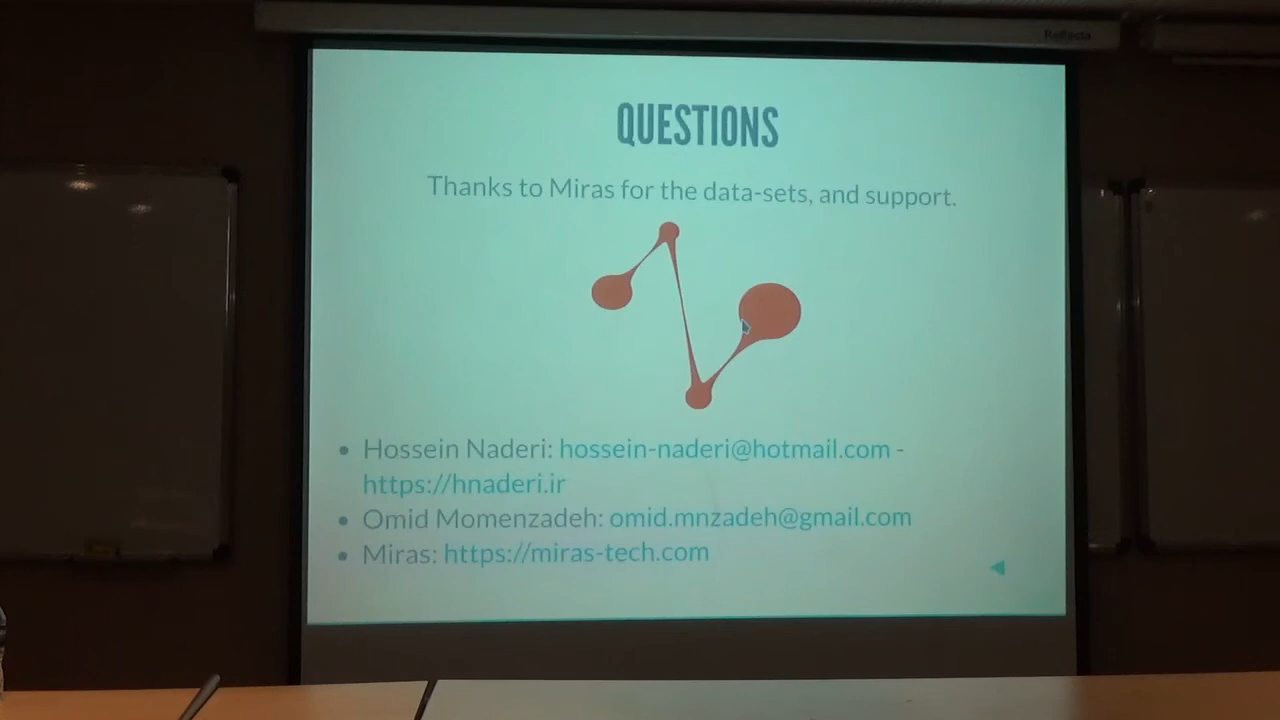 Reflecta
QUESTIONS
Thanks to Miras for the data-sets, and support.
• Hossein Naderi: hossein-naderi@hotmail.com -
https://hnaderi.ir
• Omid Momenzadeh: omid.mnzadeh@gmail.com
• Miras: https://miras-tech.com